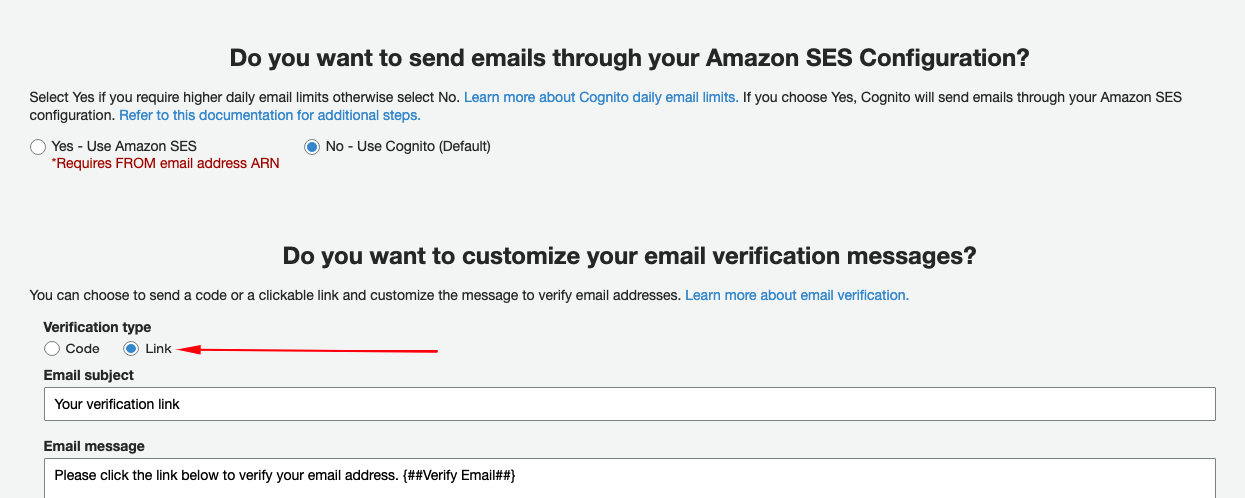 Do you want to send emails through your Amazon SES Configuration?
Select Yes if you require higher daily email limits otherwise select No. Learn more about Cognito daily email limits. If you choose Yes, Cognito will send emails through your Amazon SES
configuration. Refer to this documentation for additional steps.
Yes - Use Amazon SES No - Use Cognito (Default)
*Requires FROM email address ARN
Do you want to customize your email verification messages?
You can choose to send a code or a clickable link and customize the message to verify email addresses. Learn more about email verification.
Verification type
Code Link
Email subject
Your verification link
Email message
Please click the link below to verify your email address. {##Verify Email##}